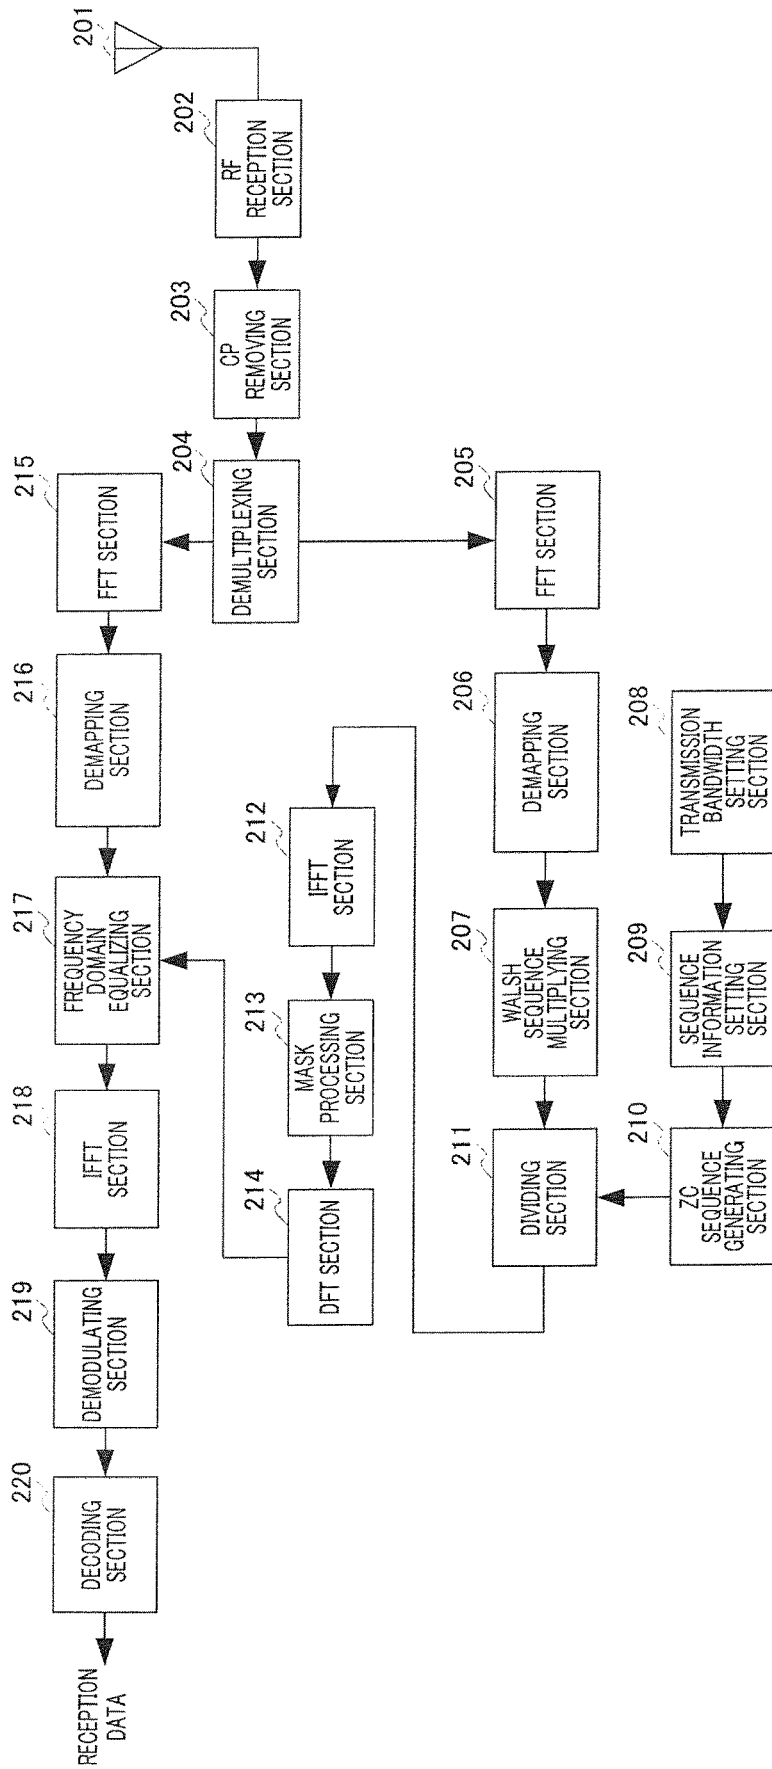 201
202
RF
RECEPTION
SECTION
203
CP
REMOVING
SECTION
204
DEMULTIPLEXING
SECTION
215
FFT SECTION
216
DEMAPPING
SECTION
217
FREQUENCY
DOMAIN
EQUALIZING
SECTION
218
IFFT
SECTION
219
DEMODULATING
SECTION
220
DECODING
SECTION
RECEPTION
DATA
212
IFFT
SECTION
213
MASK
PROCESSING
SECTION
214
DFT SECTION
205
FFT SECTION
206
DEMAPPING
SECTION
207
WALSH
SEQUENCE
MULTIPLYING
SECTION
211
DIVIDING
SECTION
208
TRANSMISSION
BANDWIDTH
SETTING
SECTION
209
SEQUENCE
INFORMATION
SETTING
SECTION
210
ZC
SEQUENCE
GENERATING
SECTION